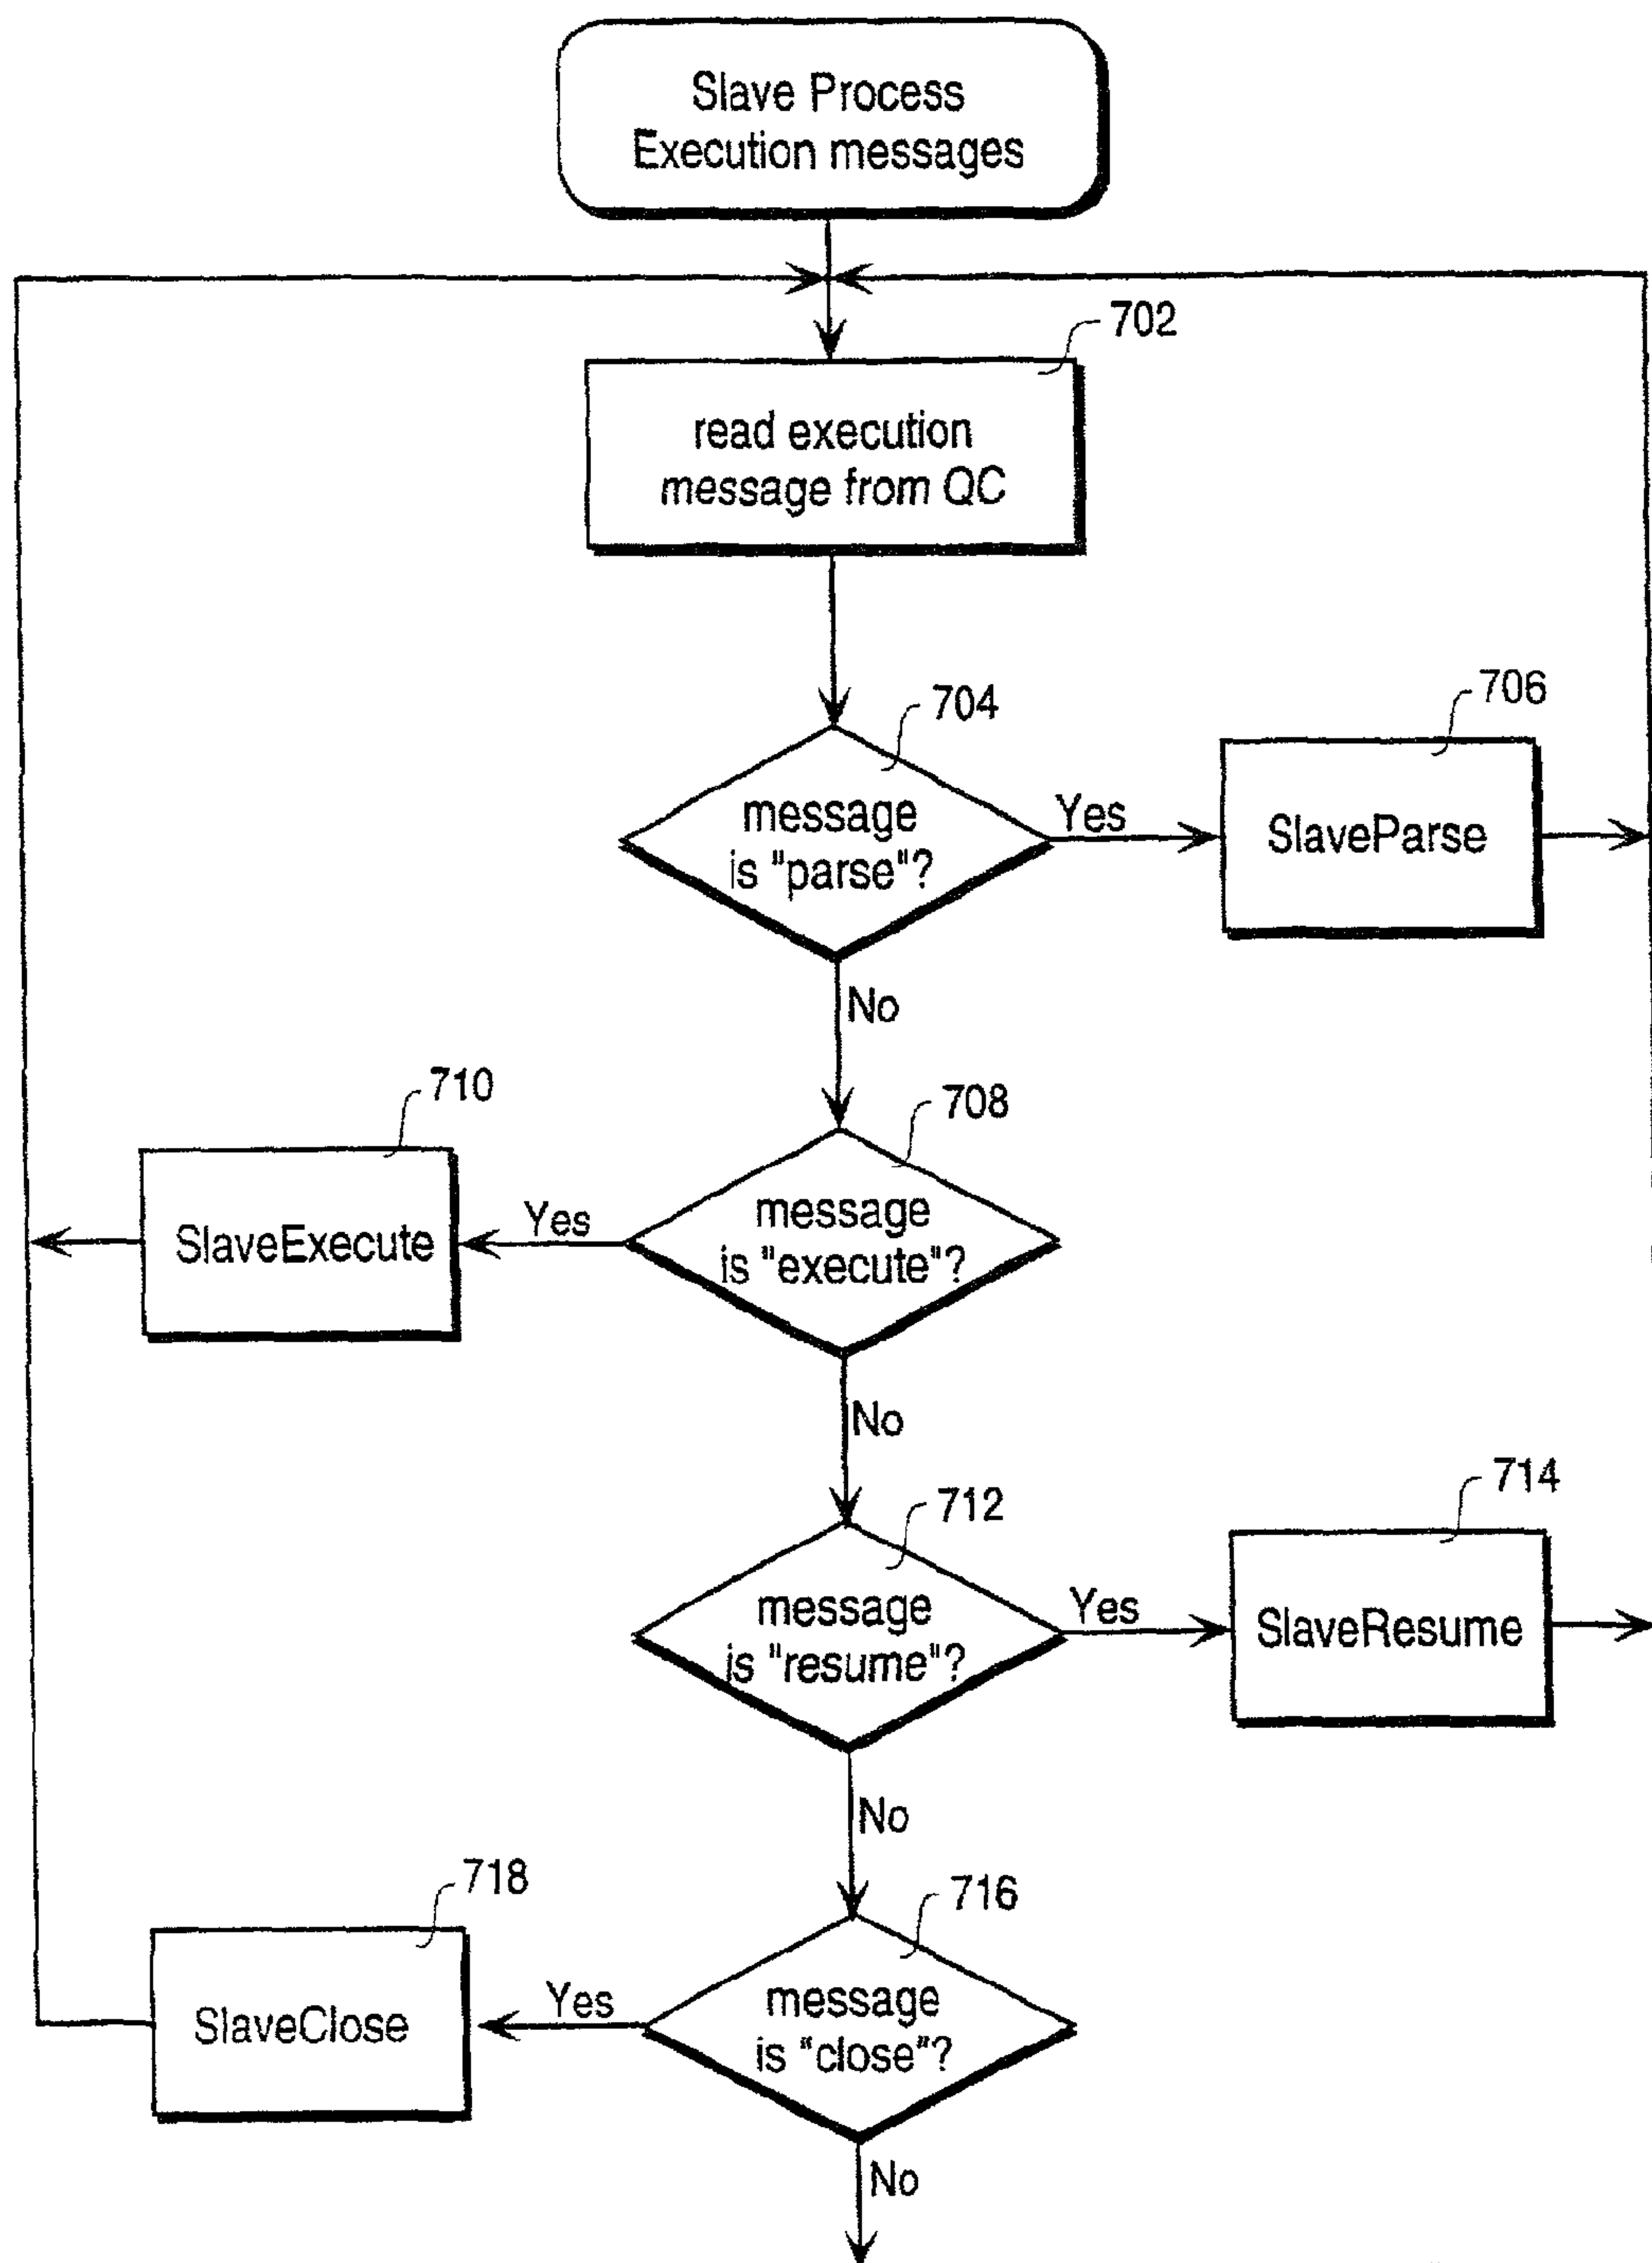 Slave Process
Execution messages
702
read execution
message from QC
704
message
is "parse"?
Yes
706
SlaveParse
No
708
message
is "execute"?
Yes
710
SlaveExecute
No
712
message
is "resume"?
Yes
714
SlaveResume
No
716
message
is "close"?
Yes
718
SlaveClose
No